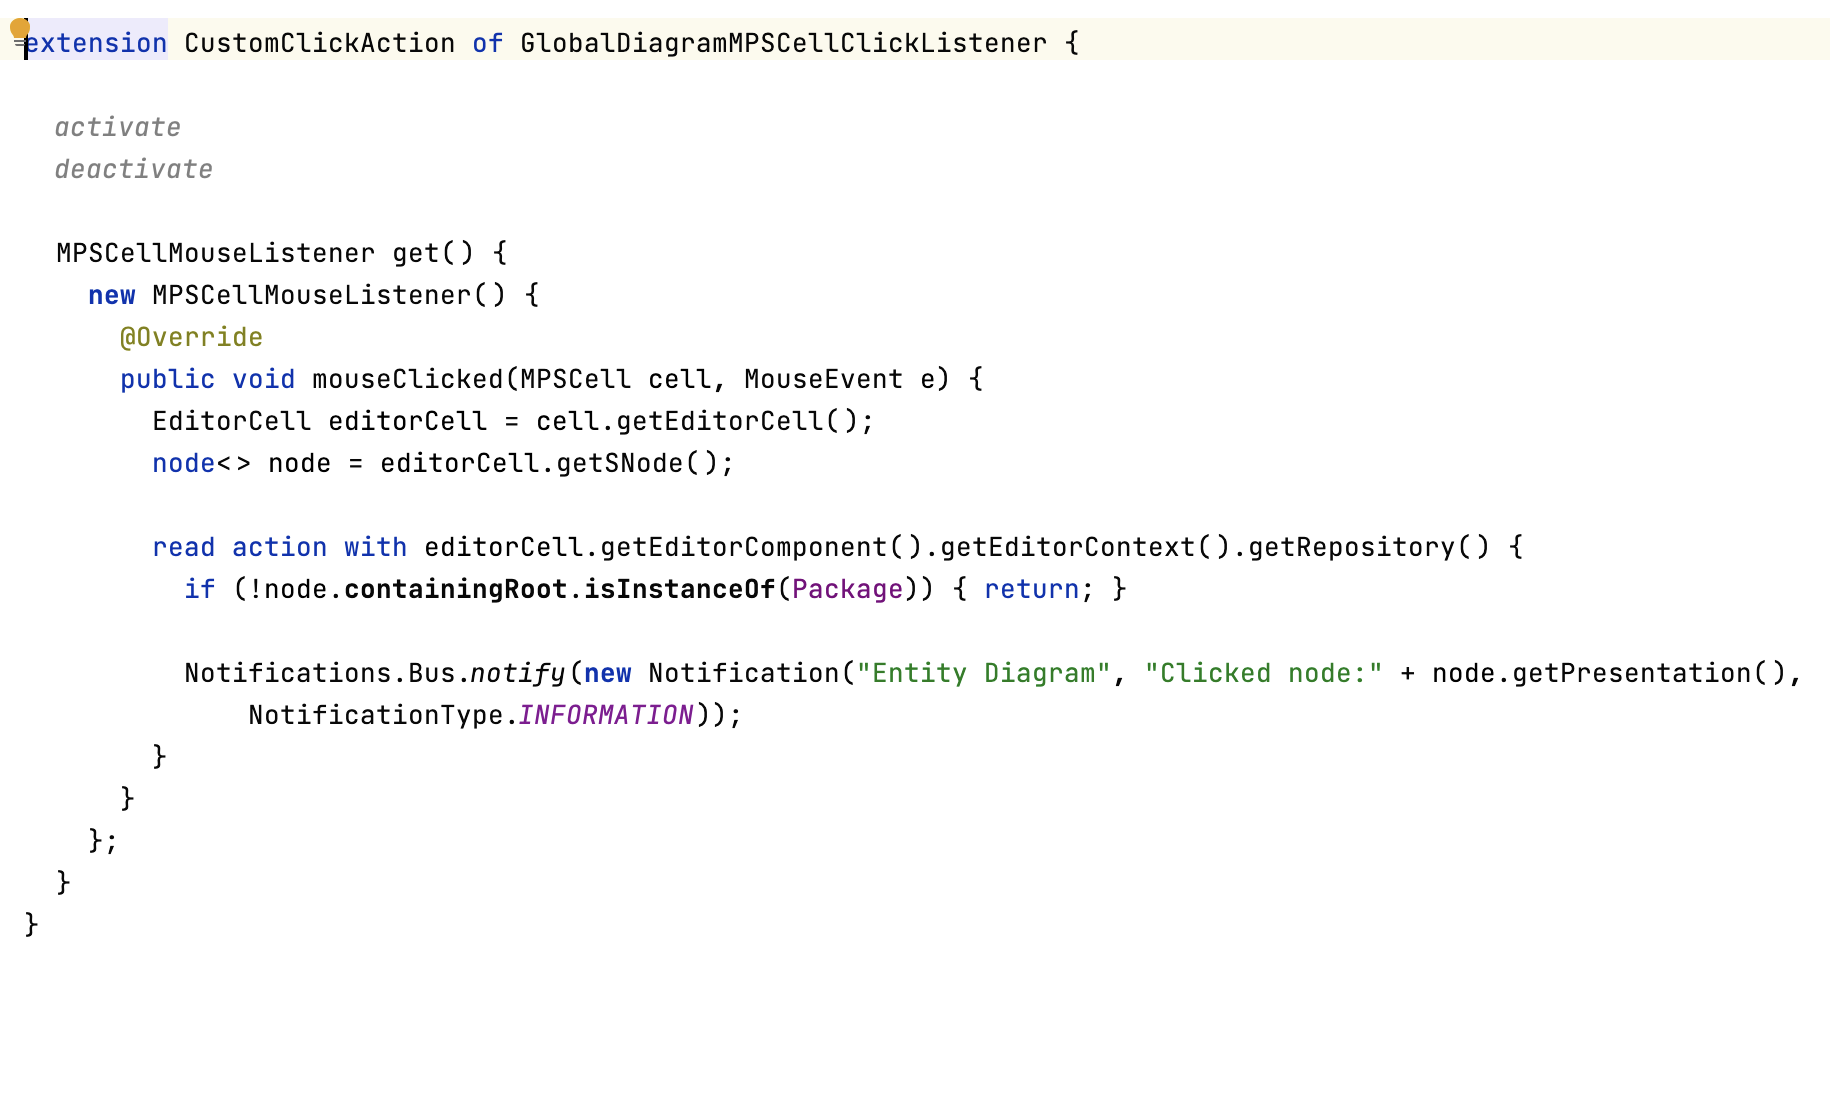 extension CustomClickAction of GlobalDiagramMPSCellClickListener {
activate
deactivate
MPSCellMouseListener get() {
new MPSCellMouseListener() {
@Override
public void mouseClicked(MPSCell cell, MouseEvent e) {
EditorCell editorCell = cell.getEditorCell();
node<> node = editorCell.getSNode();
read action with editorCell.getEditorComponent().getEditorContext().getRepository() {
if (!node.containingRoot.isInstanceOf(Package)) { return; }
Notifications.Bus.notify(new Notification("Entity Diagram", "Clicked node:" + node.getPresentation(),
NotificationType.INFORMATION));
}
}
};
}
}